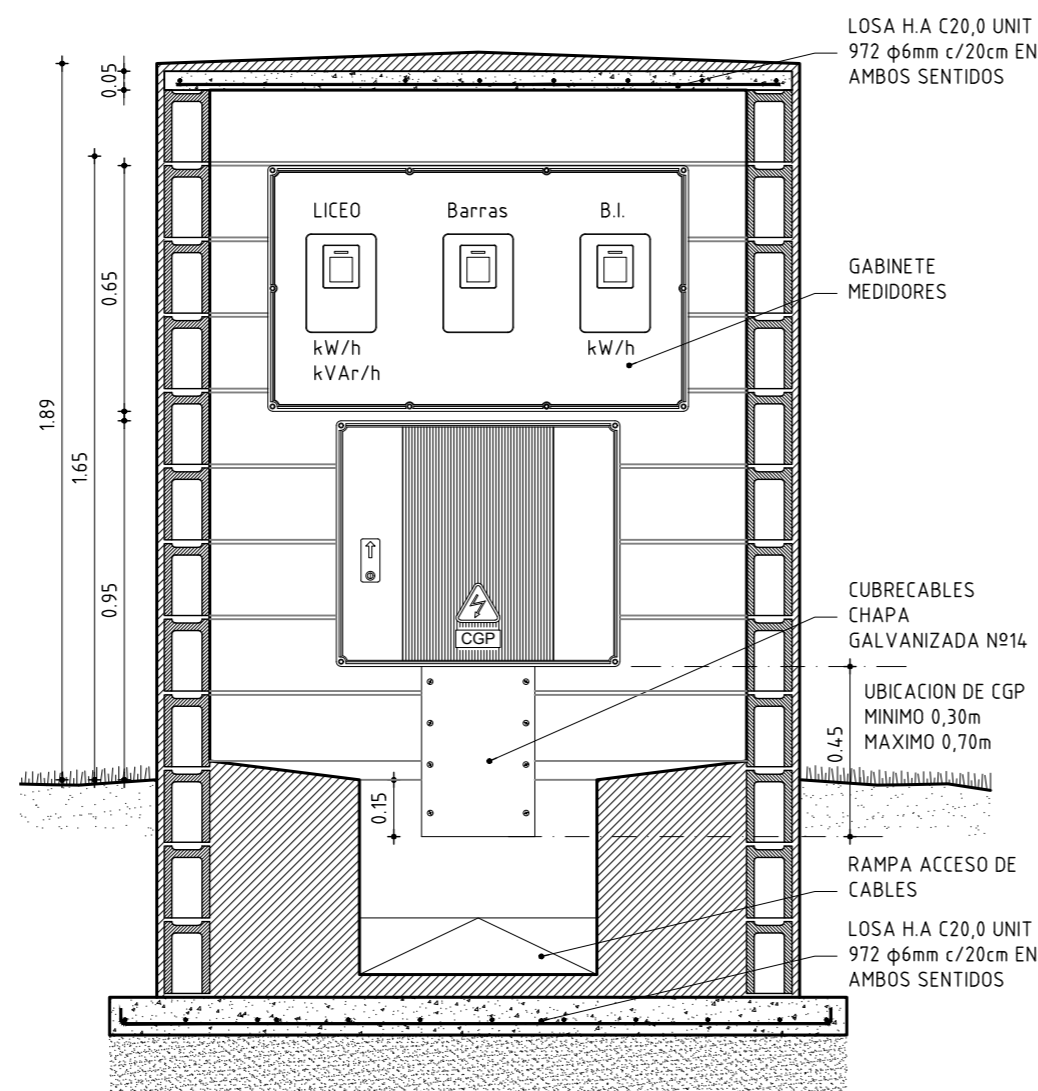 LOSA H.A C20,0 UNIT
972 ϕ6mm c/20cm EN
AMBOS SENTIDOS
0.05
LICEO
Barras
B.I.
GABINETE
MEDIDORES
0.65
kW/h
kVAr/h
kW/h
1.89
1.65
0.95
CUBRECABLES
CHAPA
GALVANIZADA Nº14
CGP
UBICACION DE CGP
MINIMO 0,30m
MAXIMO 0,70m
0.45
0.15
RAMPA ACCESO DE
CABLES
LOSA H.A C20,0 UNIT
972 ϕ6mm c/20cm EN
AMBOS SENTIDOS